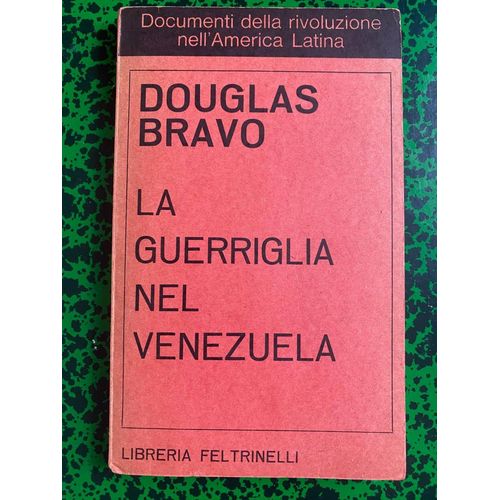 Documenti della rivoluzione
nell'America Latina
DOUGLAS
BRAVO
LA
GUERRIGLIA
NEL
VENEZUELA
LIBRERIA FELTRINELLI